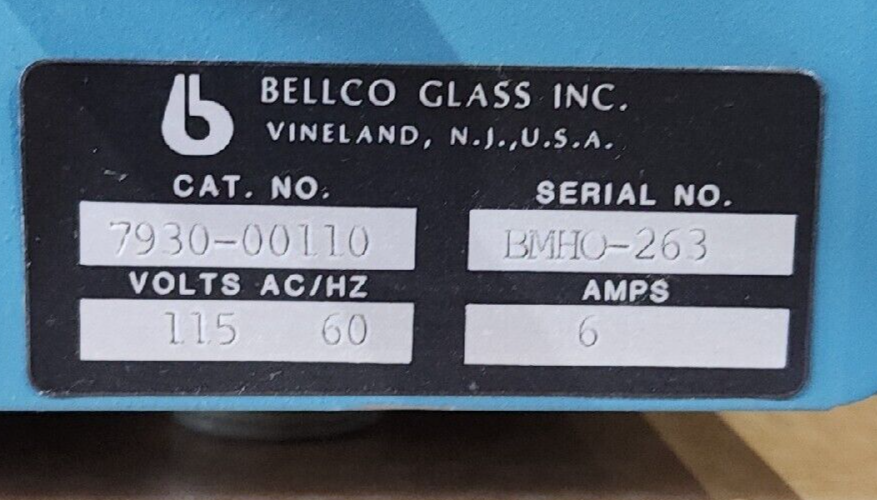 b BELLCO GLASS INC.
VINELAND, N.J.,U.S.A.
CAT. NO. SERIAL NO.
7930-00110 BMHO-263
VOLTS AC/HZ AMPS
115 60 6